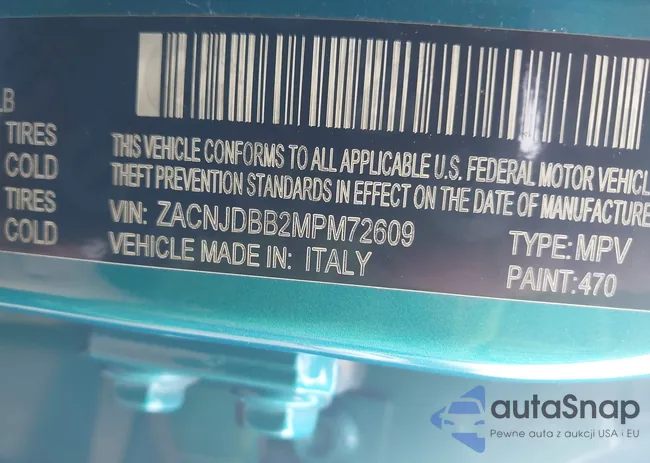 LB
TIRES
COLD
TIRES
COLD
THIS VEHICLE CONFORMS TO ALL APPLICABLE U.S. FEDERAL MOTOR VEHICL
THEFT PREVENTION STANDARDS IN EFFECT ON THE DATE OF MANUFACTURE
VIN: ZACNJDBB2MPM72609
TYPE: MPV
VEHICLE MADE IN: ITALY
PAINT: 470
autaSnap
Pewne auta z aukcji USA i EU